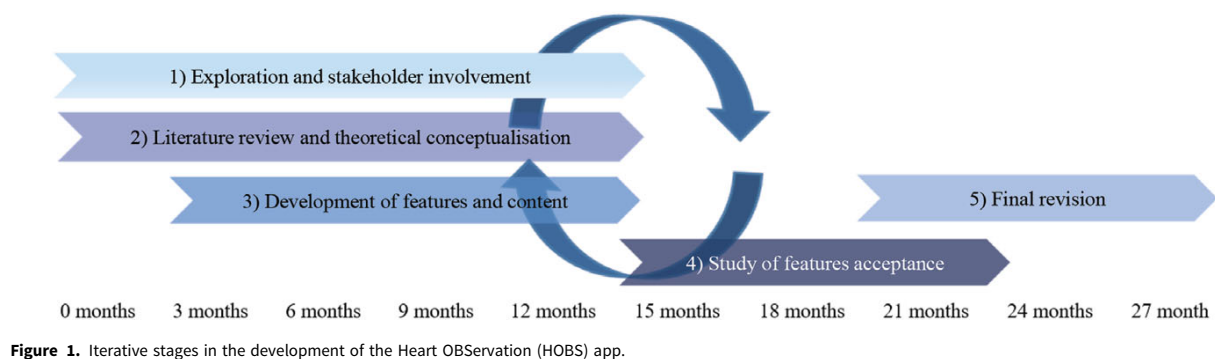 1) Exploration and stakeholder involvement
2) Literature review and theoretical conceptualisation
3) Development of features and content
5) Final revision
4) Study of features acceptance
0 months 3 months 6 months 9 months 12 months 15 months 18 months 21 months 24 months 27 month
Figure 1. Iterative stages in the development of the Heart OBServation (HOBS) app.